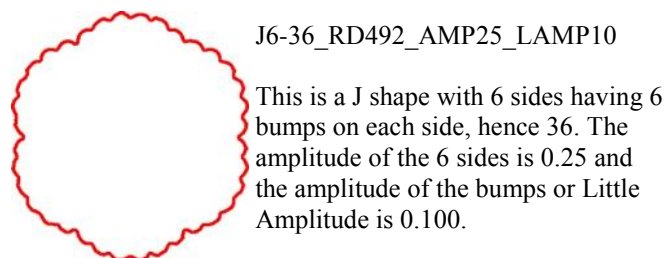 J6-36_RD492_AMP25_LAMP10
This is a J shape with 6 sides having 6
bumps on each side, hence 36. The
amplitude of the 6 sides is 0.25 and
the amplitude of the bumps or Little
Amplitude is 0.100.